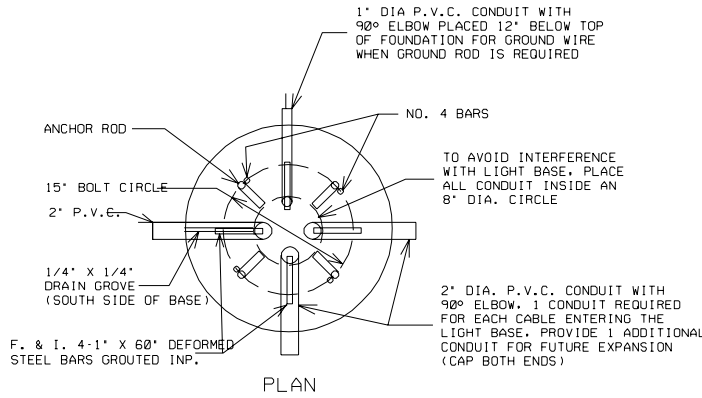 1" DIA P.V.C. CONDUIT WITH
90° ELBOW PLACED 12" BELOW TOP
OF FOUNDATION FOR GROUND WIRE
WHEN GROUND ROD IS REQUIRED
NO. 4 BARS
ANCHOR ROD
TO AVOID INTERFERENCE
WITH LIGHT BASE, PLACE
ALL CONDUIT INSIDE AN
8" DIA. CIRCLE
15" BOLT CIRCLE
2" P.V.C.
1/4" X 1/4"
DRAIN GROVE
(SOUTH SIDE OF BASE)
2" DIA. P.V.C. CONDUIT WITH
90° ELBOW. 1 CONDUIT REQUIRED
FOR EACH CABLE ENTERING THE
LIGHT BASE. PROVIDE 1 ADDITIONAL
CONDUIT FOR FUTURE EXPANSION
(CAP BOTH ENDS)
F. & I. 4-1" X 60" DEFORMED
STEEL BARS GROUTED INP.
PLAN